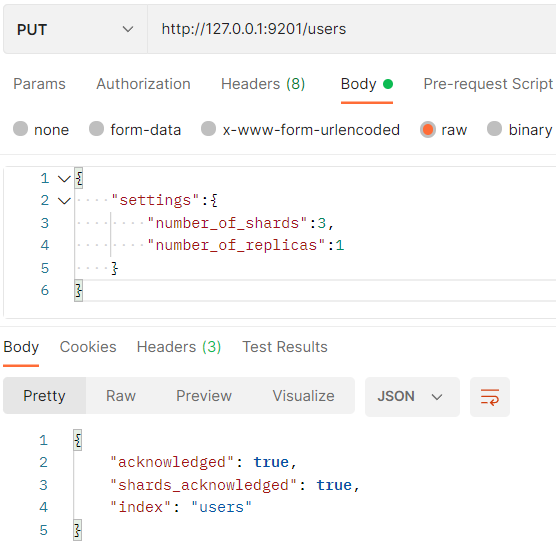 PUT http://127.0.0.1:9201/users
Params Authorization Headers (8) Body Pre-request Script
none form-data x-www-form-urlencoded raw binary
1 {
2 "settings":{
3 "number_of_shards":3,
4 "number_of_replicas":1
5 }
6 }
Body Cookies Headers (3) Test Results
Pretty Raw Preview Visualize JSON
1 {
2 "acknowledged": true,
3 "shards_acknowledged": true,
4 "index": "users"
5 }